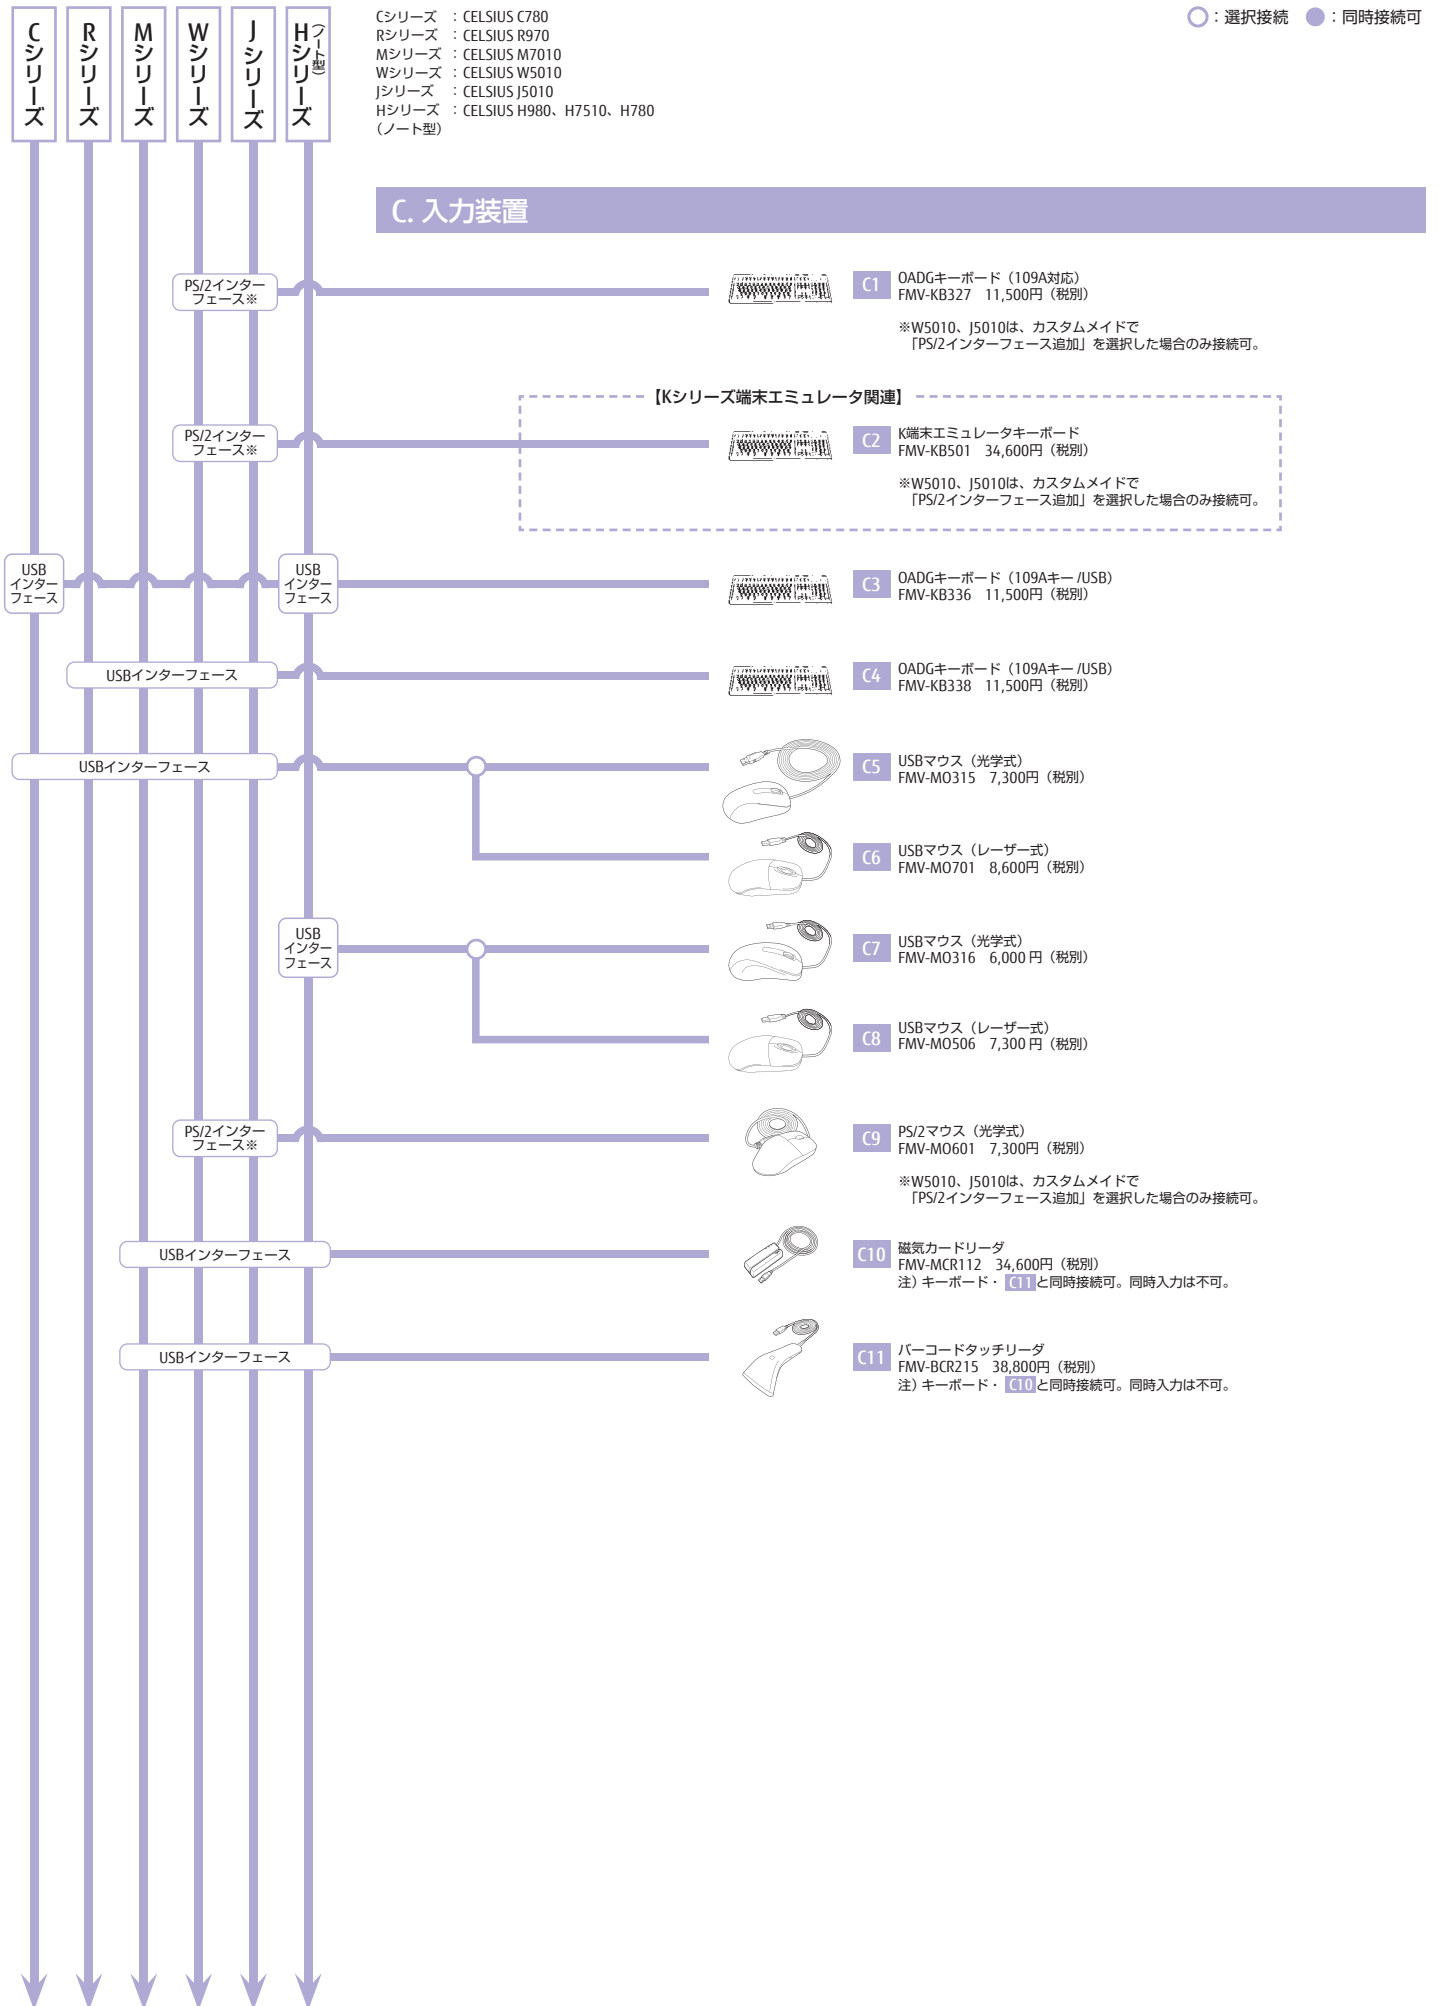 Cシリーズ
Rシリーズ
Mシリーズ
Wシリーズ
Jシリーズ
Hシリーズ（ノート型）
Cシリーズ ：CELSIUS C780
Rシリーズ ：CELSIUS R970
Mシリーズ ：CELSIUS M7010
Wシリーズ ：CELSIUS W5010
Jシリーズ ：CELSIUS J5010
Hシリーズ ：CELSIUS H980、H7510、H780
（ノート型）
：選択接続 ：同時接続可
C. 入力装置
PS/2インター
フェース※
C1 OADGキーボード（109A対応）
FMV-KB327 11,500円（税別）
※W5010、J5010は、カスタムメイドで
「PS/2インターフェース追加」を選択した場合のみ接続可。
【Kシリーズ端末エミュレータ関連】
PS/2インター
フェース※
C2 K端末エミュレータキーボード
FMV-KB501 34,600円（税別）
※W5010、J5010は、カスタムメイドで
「PS/2インターフェース追加」を選択した場合のみ接続可。
USB
インター
フェース
USB
インター
フェース
C3 OADGキーボード（109Aキー /USB）
FMV-KB336 11,500円（税別）
USBインターフェース
C4 OADGキーボード（109Aキー /USB）
FMV-KB338 11,500円（税別）
USBインターフェース
C5 USBマウス（光学式）
FMV-MO315 7,300円（税別）
C6 USBマウス（レーザー式）
FMV-MO701 8,600円（税別）
USB
インター
フェース
C7 USBマウス（光学式）
FMV-MO316 6,000 円（税別）
C8 USBマウス（レーザー式）
FMV-MO506 7,300 円（税別）
PS/2インター
フェース※
C9 PS/2マウス（光学式）
FMV-MO601 7,300円（税別）
※W5010、J5010は、カスタムメイドで
「PS/2インターフェース追加」を選択した場合のみ接続可。
USBインターフェース
C10 磁気カードリーダ
FMV-MCR112 34,600円（税別）
注）キーボード・ C11 と同時接続可。同時入力は不可。
USBインターフェース
C11 バーコードタッチリーダ
FMV-BCR215 38,800円（税別）
注）キーボード・ C10 と同時接続可。同時入力は不可。